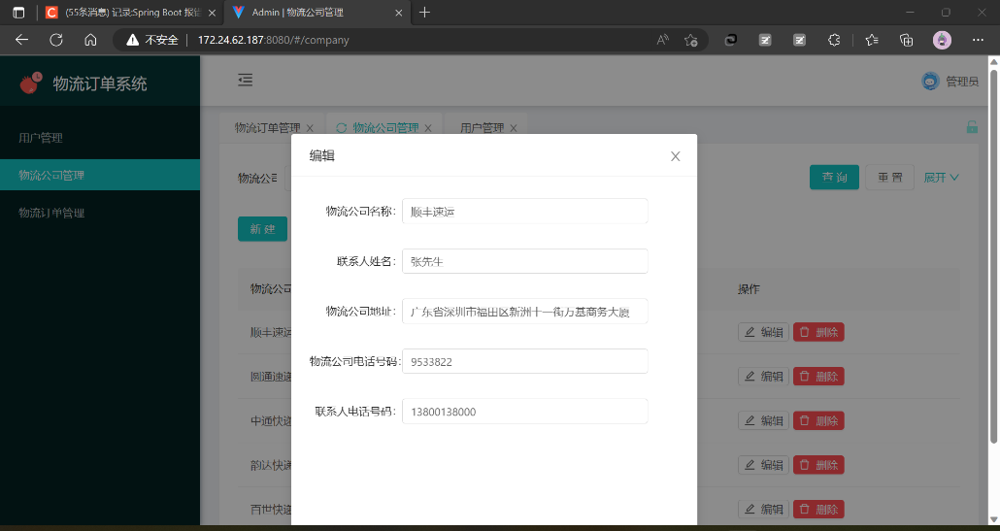 (55条消息) 记录:Spring Boot 报错
Admin | 物流公司管理
不安全 172.24.62.187:8080/#/company
物流订单系统
管理员
用户管理
物流公司管理
物流订单管理
物流订单管理 物流公司管理 用户管理
物流公司
查 询 重 置 展开
新 建
编辑
物流公司名称: 顺丰速运
联系人姓名: 张先生
物流公司地址: 广东省深圳市福田区新洲十一街万基商务大厦
物流公司电话号码: 9533822
联系人电话号码: 13800138000
物流公司 操作
顺丰速运 编辑 删除
圆通速递 编辑 删除
中通快递 编辑 删除
韵达快递 编辑 删除
百世快递 编辑 删除